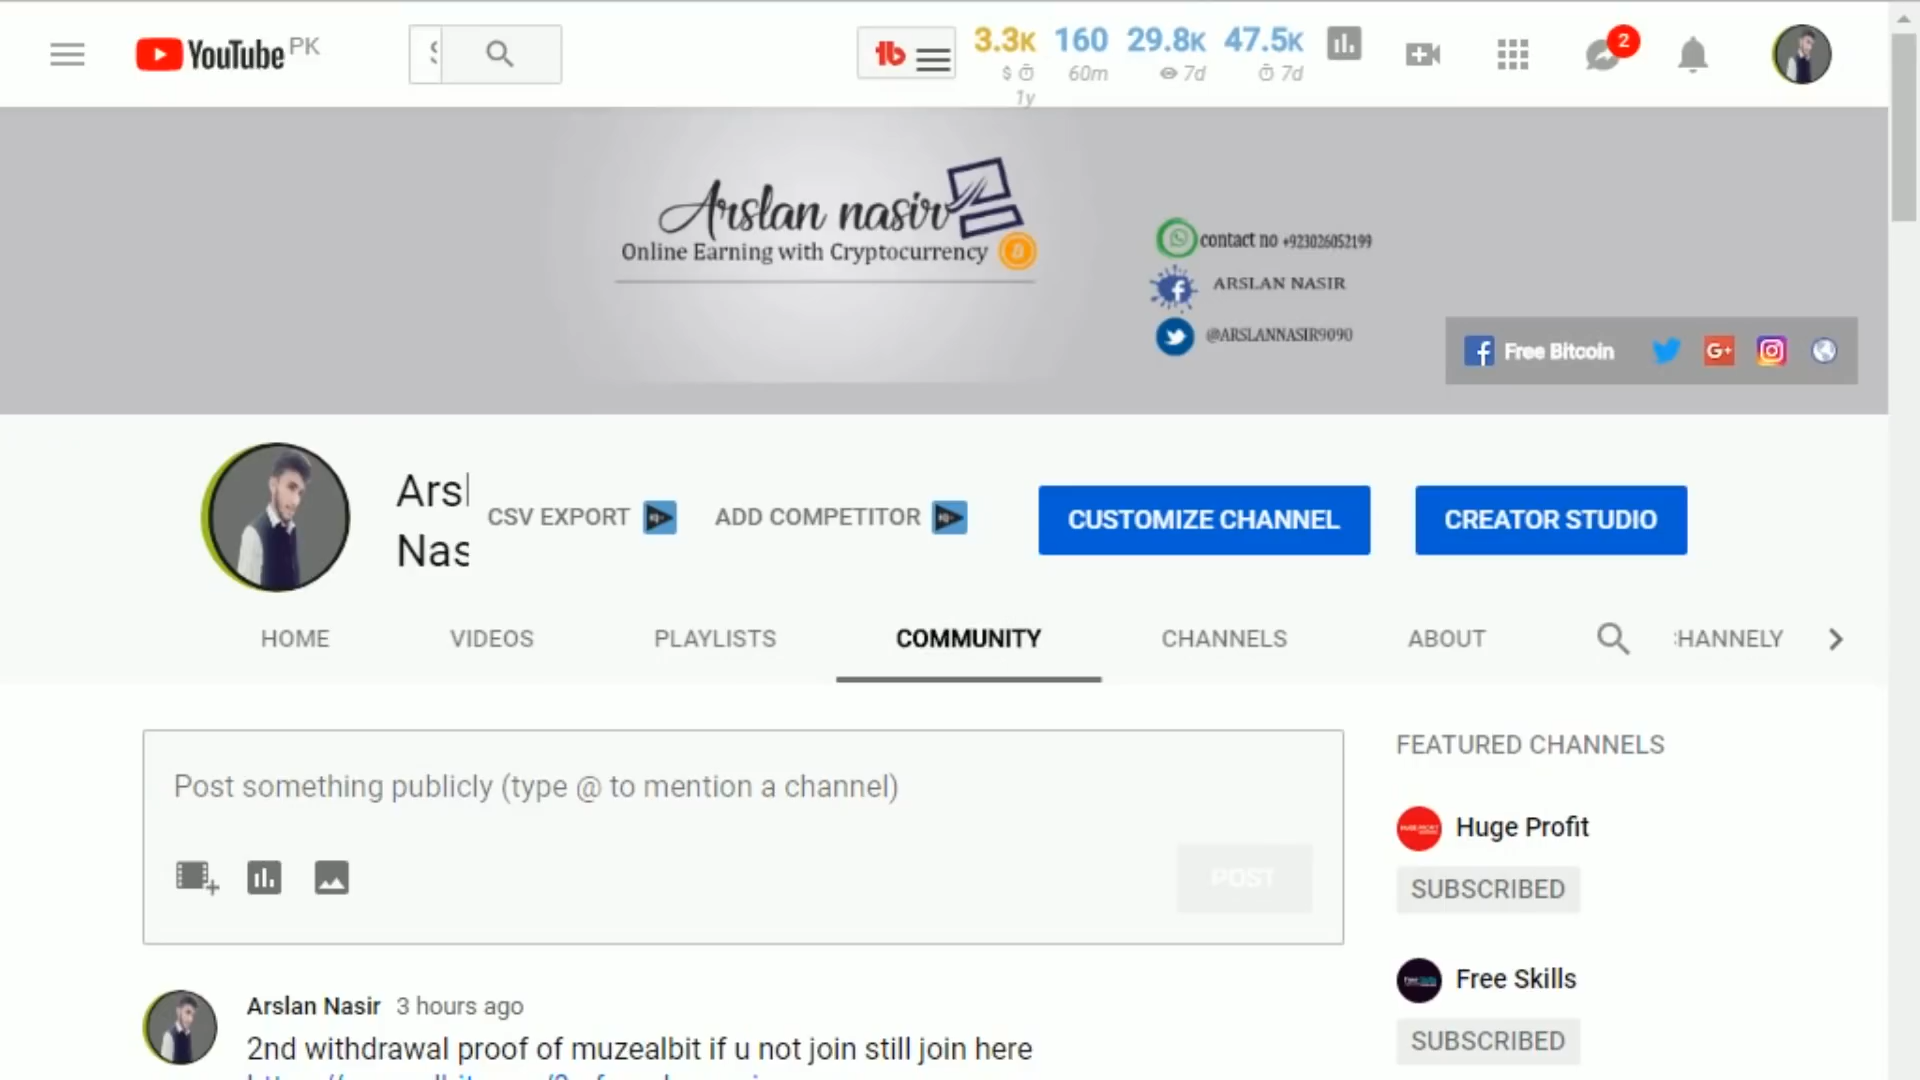 YouTube PK
3.3K 160 29.8K 47.5K
60m 7d 7d
1y
2
Arslan nasir
Online Earning with Cryptocurrency
contact no +923026052199
ARSLAN NASIR
@ARSLANNASIR9090
Free Bitcoin
G+
Arsl
Nas
CSV EXPORT
ADD COMPETITOR
CUSTOMIZE CHANNEL
CREATOR STUDIO
HOME VIDEOS PLAYLISTS COMMUNITY CHANNELS ABOUT HANNELY
Post something publicly (type @ to mention a channel)
POST
Arslan Nasir 3 hours ago
2nd withdrawal proof of muzealbit if u not join still join here
FEATURED CHANNELS
Huge Profit
SUBSCRIBED
Free Skills
SUBSCRIBED